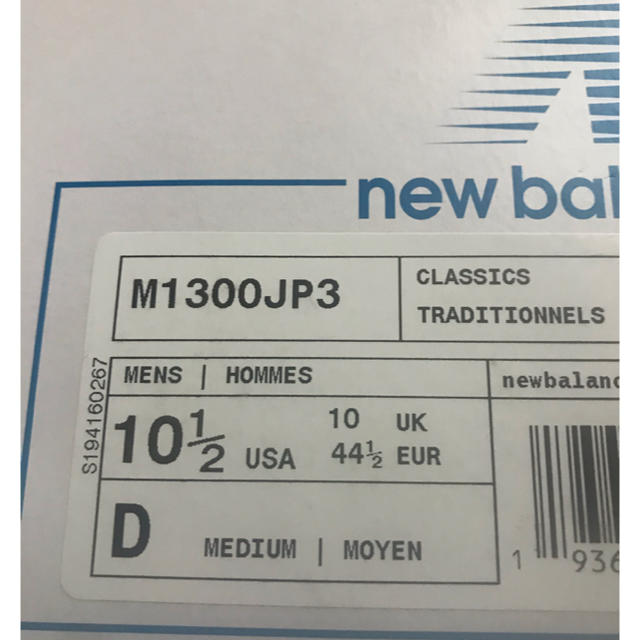 new bal
M1300JP3
CLASSICS
TRADITIONNELS
S194160267
MENS | HOMMES
newbalanc
10½ USA
10 UK
44½ EUR
D MEDIUM | MOYEN
1 936